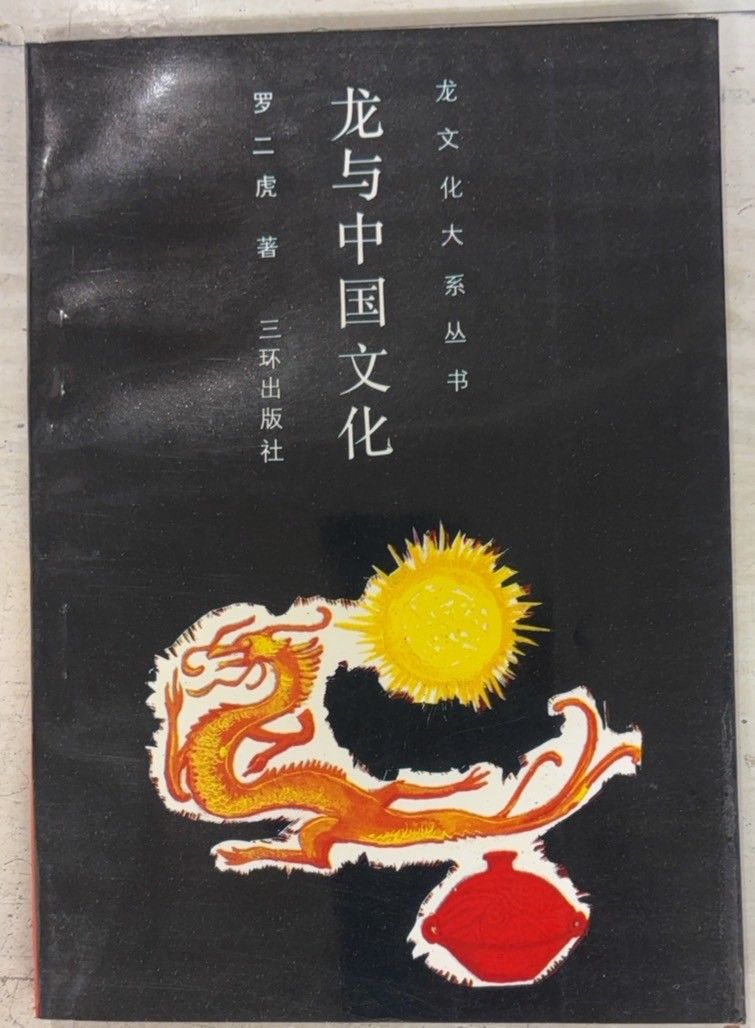 龙文化大系丛书
龙与中国文化
罗二虎 著 三环出版社